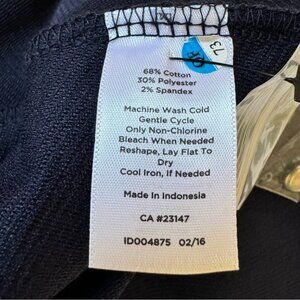 73
68% Cotton
30% Polyester
2% Spandex
Machine Wash Cold
Gentle Cycle
Only Non-Chlorine
Bleach When Needed
Reshape, Lay Flat To
Dry
Cool Iron, If Needed
Made in Indonesia
CA #23147
ID004875 02/16